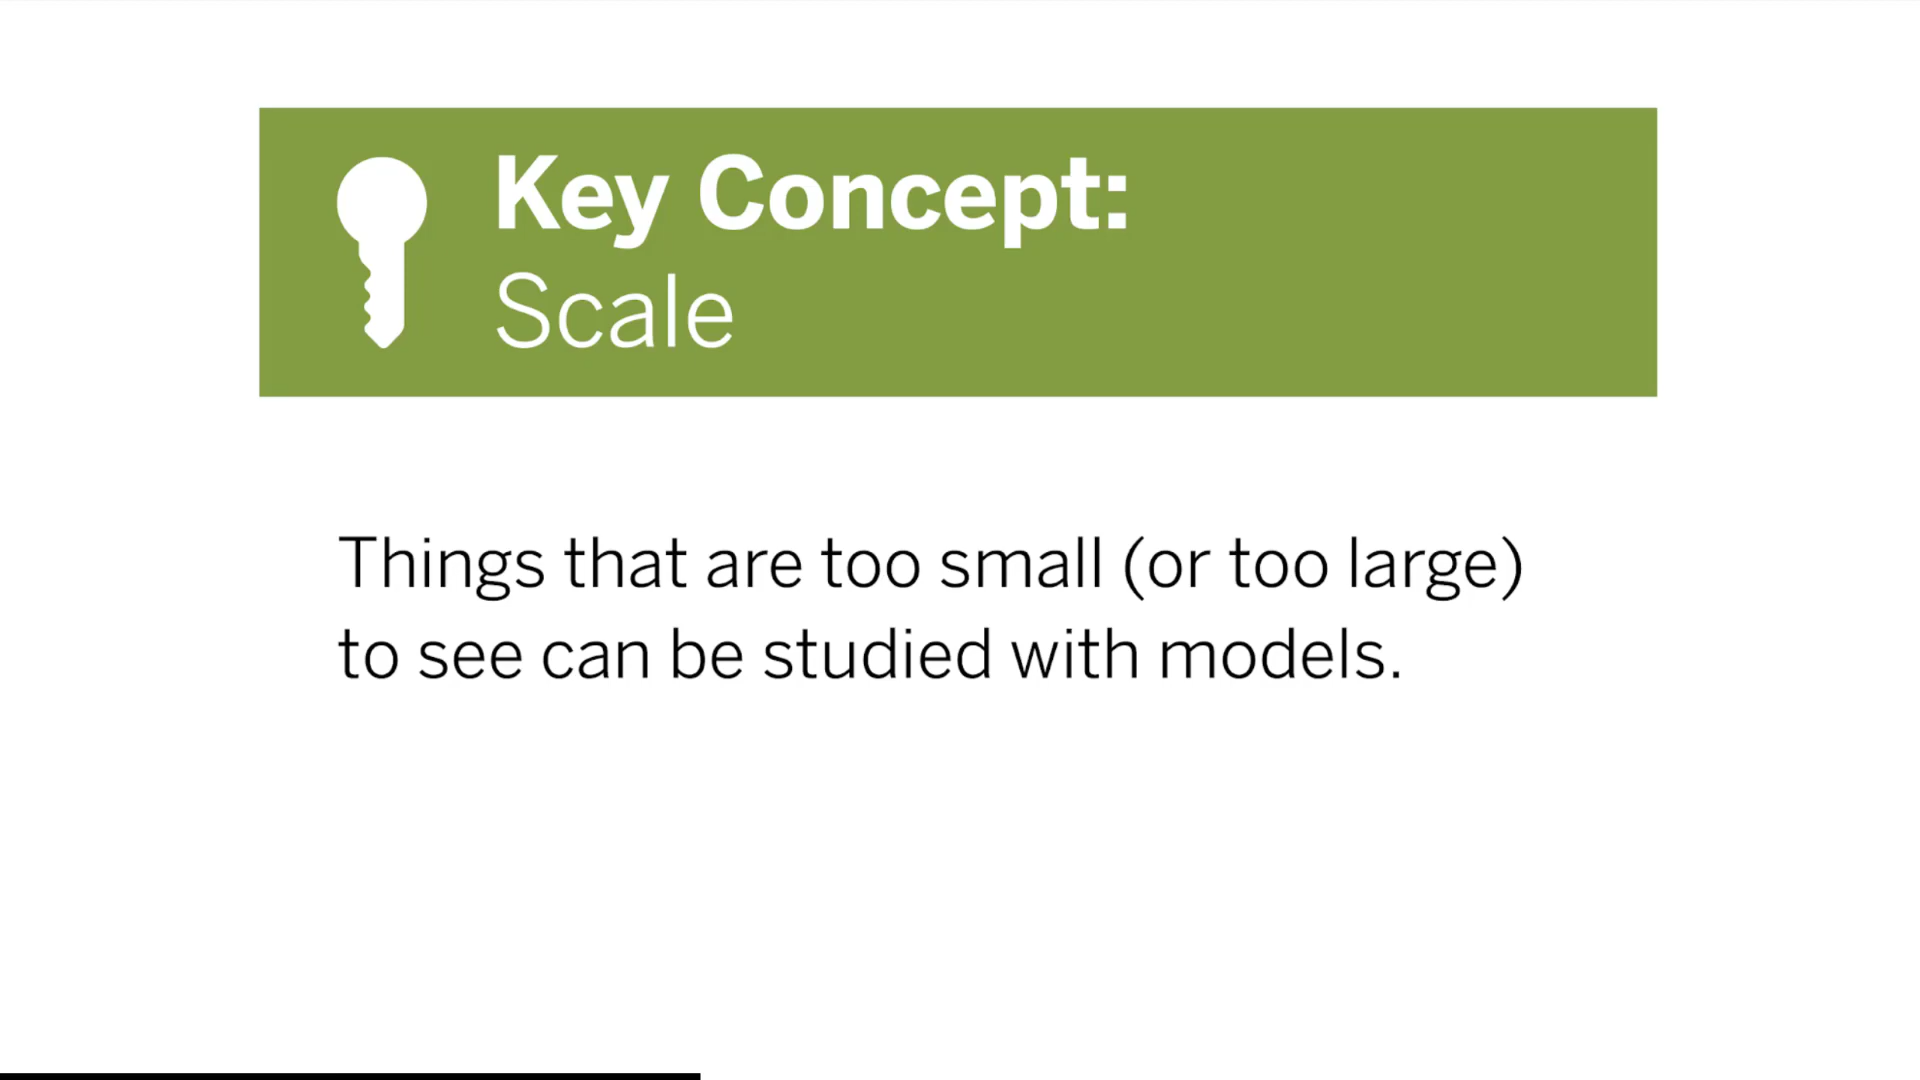 Key Concept:
Scale
Things that are too small (or too large)
to see can be studied with models.